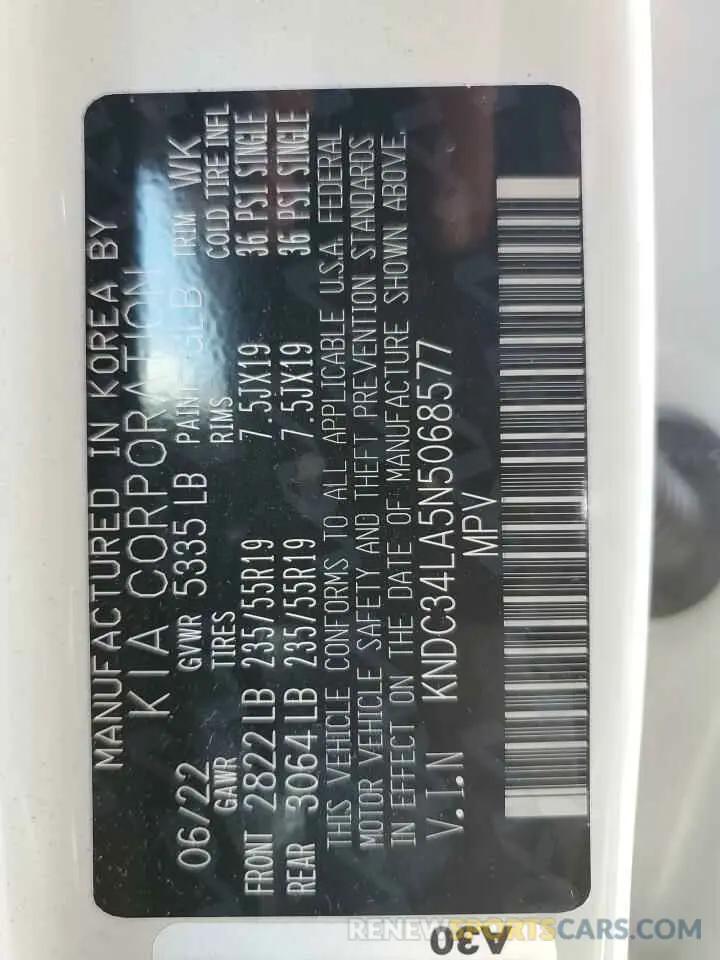 MANUFACTURED IN KOREA BY
KIA CORPORATION
06/22 GVWR 5335 LB PAINT GLB TRIM WK
GAWR TIRES RIMS COLD TIRE INFL
FRONT 2822 LB 235/55R19 7.5JX19 36 PSI SINGLE
REAR 3064 LB 235/55R19 7.5JX19 36 PSI SINGLE
THIS VEHICLE CONFORMS TO ALL APPLICABLE U.S.A. FEDERAL
MOTOR VEHICLE SAFETY AND THEFT PREVENTION STANDARDS
IN EFFECT ON THE DATE OF MANUFACTURE SHOWN ABOVE.
V.I.N KNDC34LA5N5068577
MPV
A30
RENEWSPORTSCARS.COM